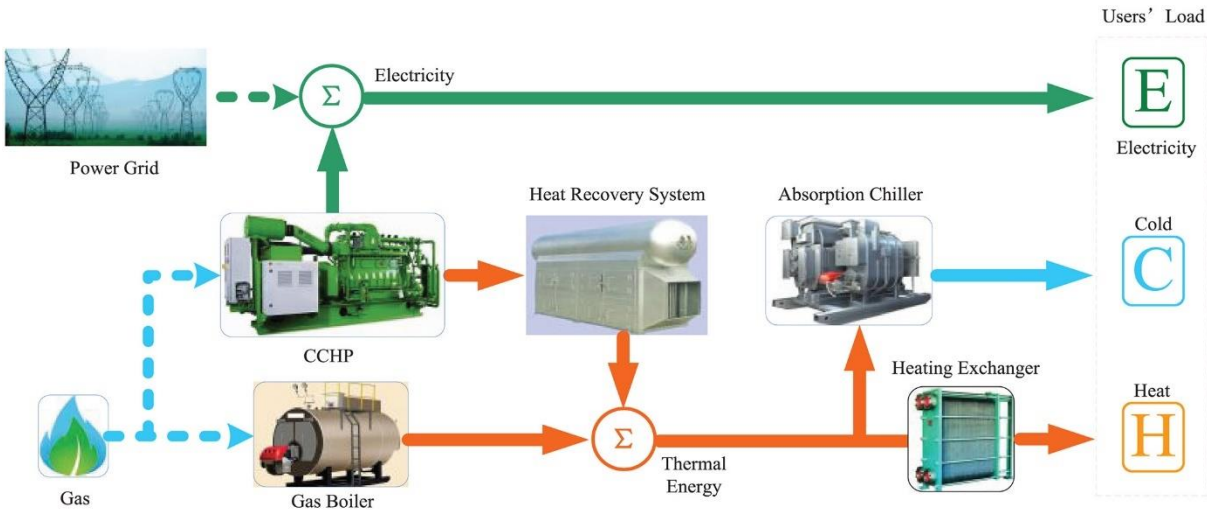 Users' Load
Electricity
Σ
E
Power Grid
Electricity
Heat Recovery System
Absorption Chiller
Cold
C
CCHP
Heating Exchanger
Heat
Σ
H
Thermal
Energy
Gas
Gas Boiler